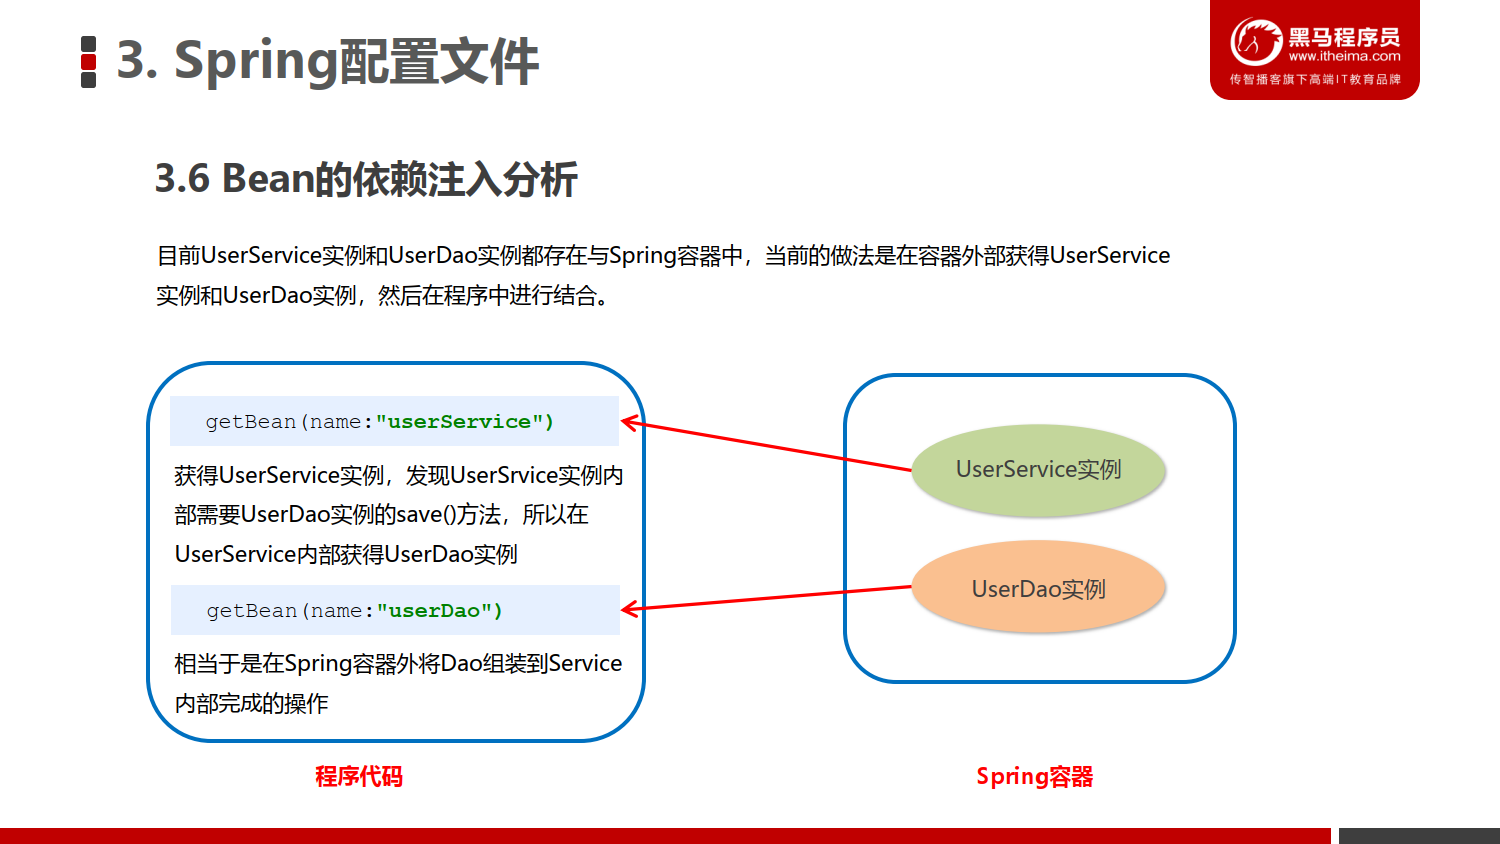 3. Spring配置文件
黑马程序员
www.itheima.com
传智播客旗下高端IT教育品牌
3.6 Bean的依赖注入分析
目前UserService实例和UserDao实例都存在与Spring容器中，当前的做法是在容器外部获得UserService
实例和UserDao实例，然后在程序中进行结合。
getBean(name:"userService")
获得UserService实例，发现UserSrvice实例内
部需要UserDao实例的save()方法，所以在
UserService内部获得UserDao实例
getBean(name:"userDao")
相当于是在Spring容器外将Dao组装到Service
内部完成的操作
程序代码
UserService实例
UserDao实例
Spring容器